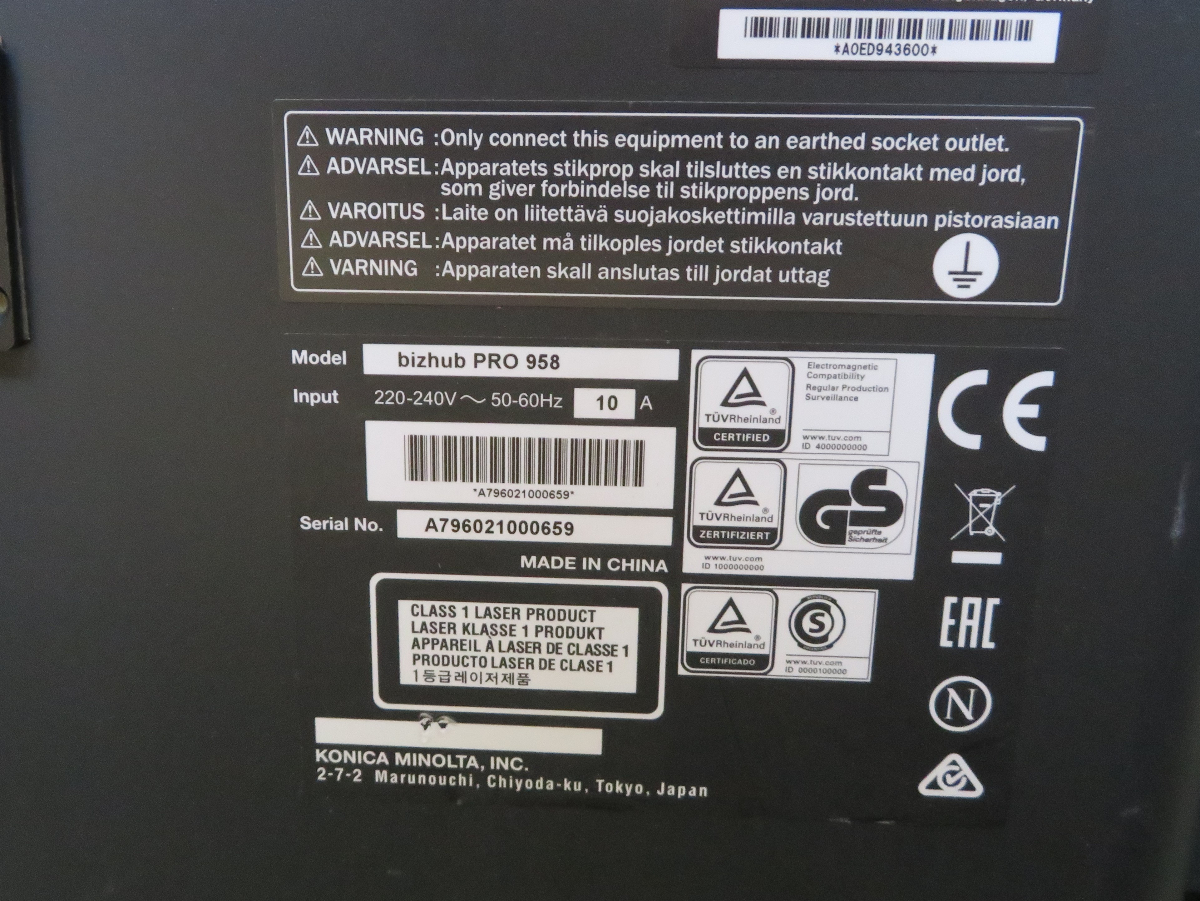 Germany
*A0ED943600*
⚠ WARNING :Only connect this equipment to an earthed socket outlet.
⚠ ADVARSEL:Apparatets stikprop skal tilsluttes en stikkontakt med jord,
som giver forbindelse til stikproppens jord.
⚠ VAROITUS :Laite on liitettävä suojakoskettimilla varustettuun pistorasiaan
⚠ ADVARSEL:Apparatet må tilkoples jordet stikkontakt
⚠ VARNING :Apparaten skall anslutas till jordat uttag
Model bizhub PRO 958
Input 220-240V～ 50-60Hz 10 A
*A796021000659*
Serial No. A796021000659
MADE IN CHINA
CLASS 1 LASER PRODUCT
LASER KLASSE 1 PRODUKT
APPAREIL À LASER DE CLASSE 1
PRODUCTO LASER DE CLASE 1
1등급레이저제품
KONICA MINOLTA, INC.
2-7-2 Marunouchi, Chiyoda-ku, Tokyo, Japan
TÜVRheinland®
CERTIFIED
Electromagnetic
Compatibility
Regular Production
Surveillance
www.tuv.com
ID 4000000000
TÜVRheinland®
ZERTIFIZIERT
GS
geprüfte
Sicherheit
www.tuv.com
ID 1000000000
TÜVRheinland®
CERTIFICADO
S
www.tuv.com
ID 0000100000
CE
EAC
N